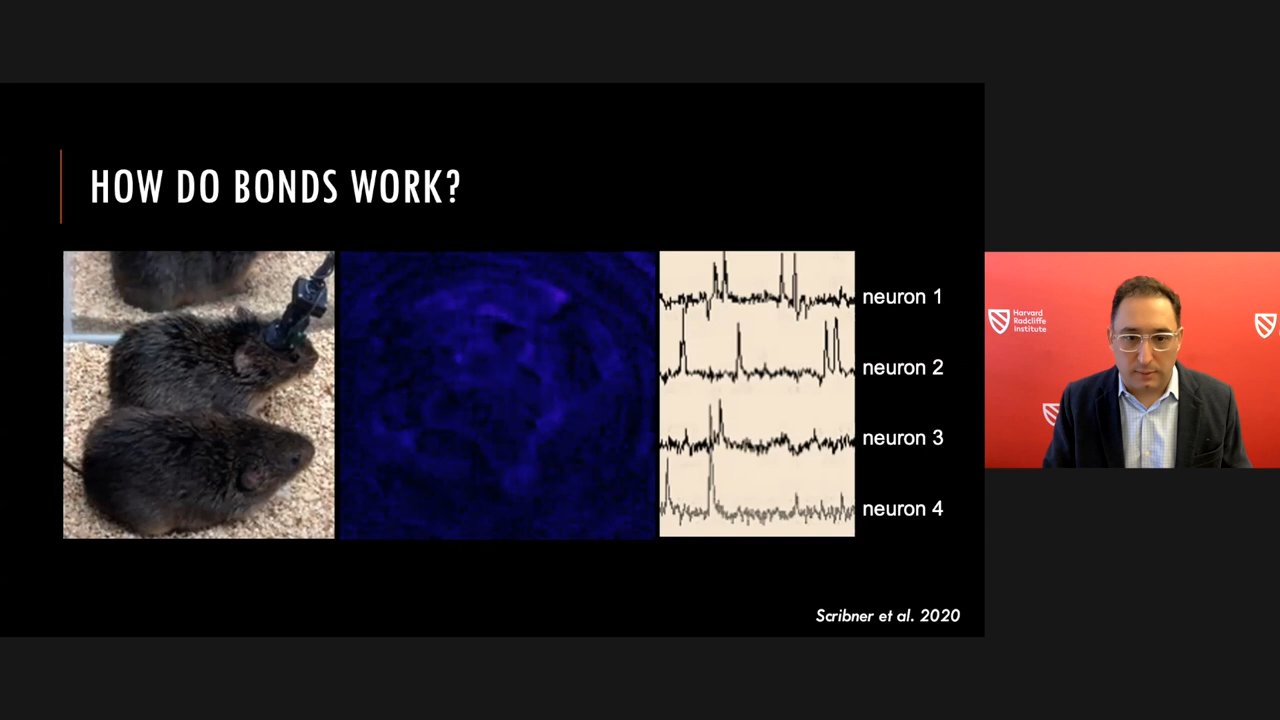 HOW DO BONDS WORK?
neuron 1
neuron 2
neuron 3
neuron 4
Scribner et al. 2020
Harvard
Radcliffe
Institute